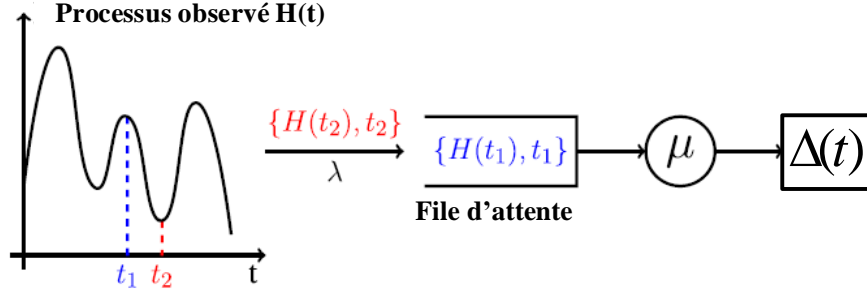 Processus observé H(t)
{H(t₂), t₂}
λ
{H(t₁), t₁}
μ
Δ(t)
File d'attente
t₁ t₂ t